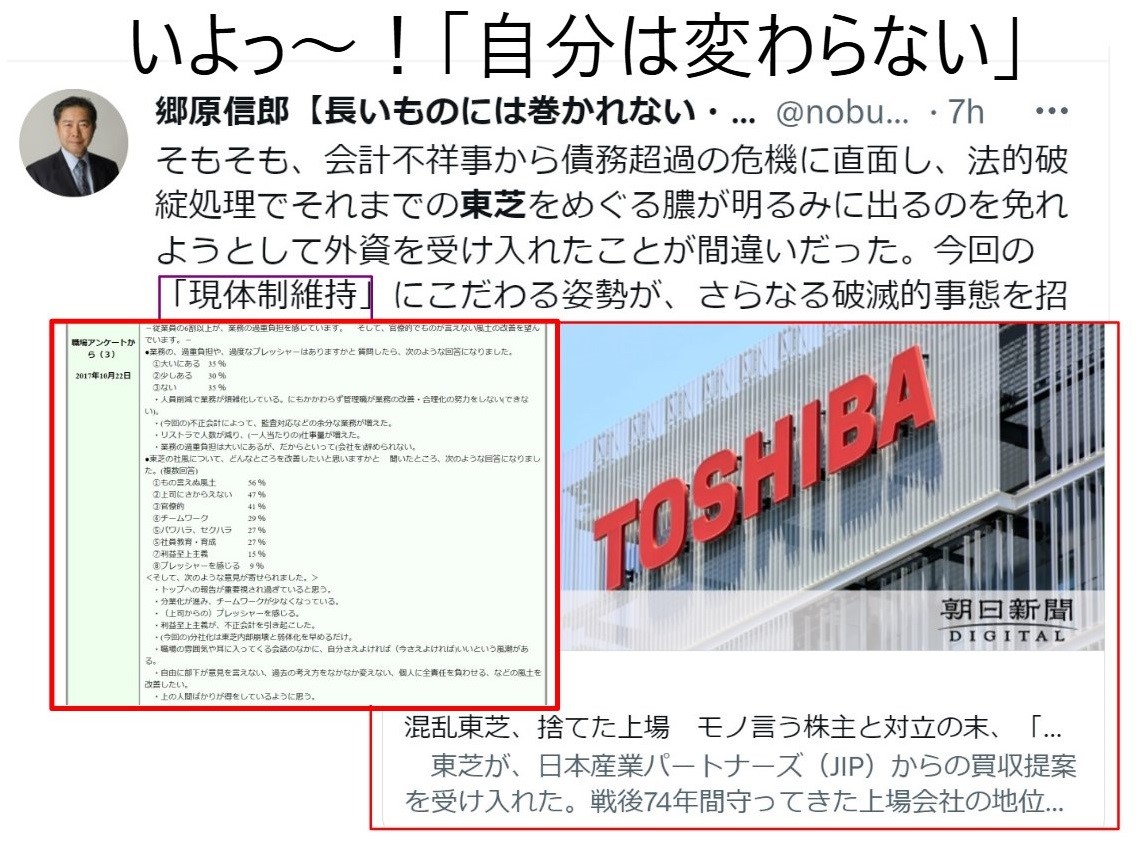 いよっ～！「自分は変わらない」
郷原信郎【長いものには巻かれない・... @nobu... ・7h ...
そもそも、会計不祥事から債務超過の危機に直面し、法的破
綻処理でそれまでの東芝をめぐる膿が明るみに出るのを免れ
ようとして外資を受け入れたことが間違いだった。今回の
「現体制維持」にこだわる姿勢が、さらなる破滅的事態を招
職場アンケートか
ら（3）
2017年10月22日
－従業員の6割以上が、業務の過重負担を感じています。　そして、官僚的でものが言えない風土の改善を望ん
でいます。－
●業務の、過重負担や、過度なプレッシャーはありますかと質問したら、次のような回答になりました。
①大いにある　35％
②少しある　30％
③ない　35％
・人員削減で業務が煩雑化している。にもかかわらず管理職が業務の改善・合理化の努力をしない(できな
い)。
・(今回の)不正会計によって、監査対応などの余分な業務が増えた。
・リストラで人数が減り、(一人当たりの)仕事量が増えた。
・業務の過重負担は大いにあるが、だからといって(会社を)辞められない。
●東芝の社風について、どんなところを改善したいと思いますかと　聞いたところ、次のような回答になりまし
た。(複数回答)
①もの言えぬ風土　56％
②上司にさからえない　47％
③官僚的　41％
④チームワーク　29％
⑤パワハラ、セクハラ　27％
⑤社員教育・育成　27％
⑦利益至上主義　15％
⑧プレッシャーを感じる　9％
＜そして、次のような意見が寄せられました。＞
・トップへの報告が重要視され過ぎていると思う。
・分業化が進み、チームワークが少なくなっている。
・（上司からの）プレッシャーを感じる。
・利益至上主義が、不正会計を引き起こした。
・(今回の)分社化は東芝内部崩壊と弱体化を早めるだけ。
・職場の雰囲気や耳に入ってくる会話のなかに、自分さえよければ（今さえよければ)いいという風潮があ
る。
・自由に部下が意見を言えない、過去の考え方をなかなか変えない、個人に全責任を負わせる、などの風土を
改善したい。
・上の人間ばかりが得をしているように思う。
TOSHIBA
朝日新聞
DIGITAL
混乱東芝、捨てた上場　モノ言う株主と対立の末、「...
東芝が、日本産業パートナーズ（JIP）からの買収提案
を受け入れた。戦後74年間守ってきた上場会社の地位...